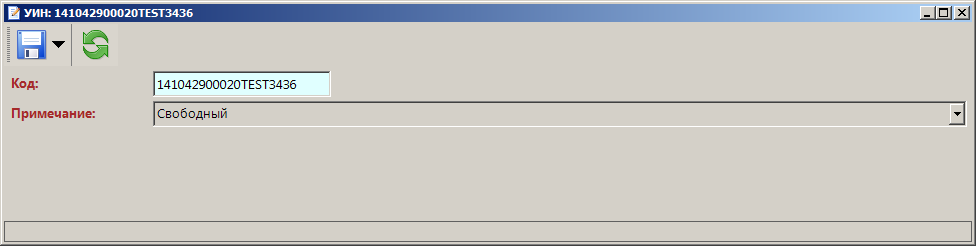 УИН: 141042900020TEST3436
Код:
141042900020TEST3436
Примечание:
Свободный